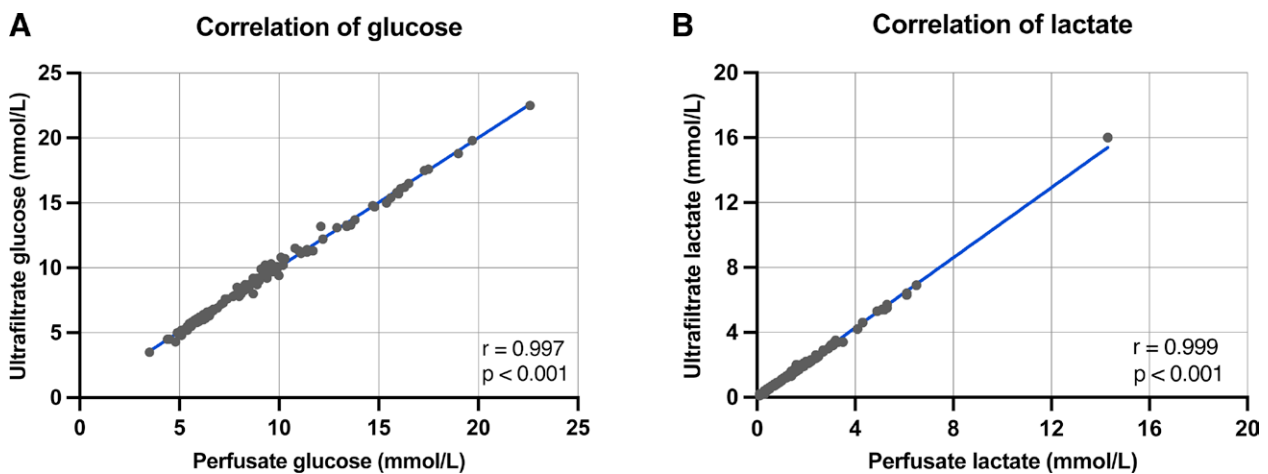 A
Correlation of glucose
Ultrafiltrate glucose (mmol/L)
25
20
15
10
5
0
r = 0.997
p < 0.001
0 5 10 15 20 25
Perfusate glucose (mmol/L)
B
Correlation of lactate
Ultrafiltrate lactate (mmol/L)
20
16
12
8
4
0
r = 0.999
p < 0.001
0 4 8 12 16 20
Perfusate lactate (mmol/L)